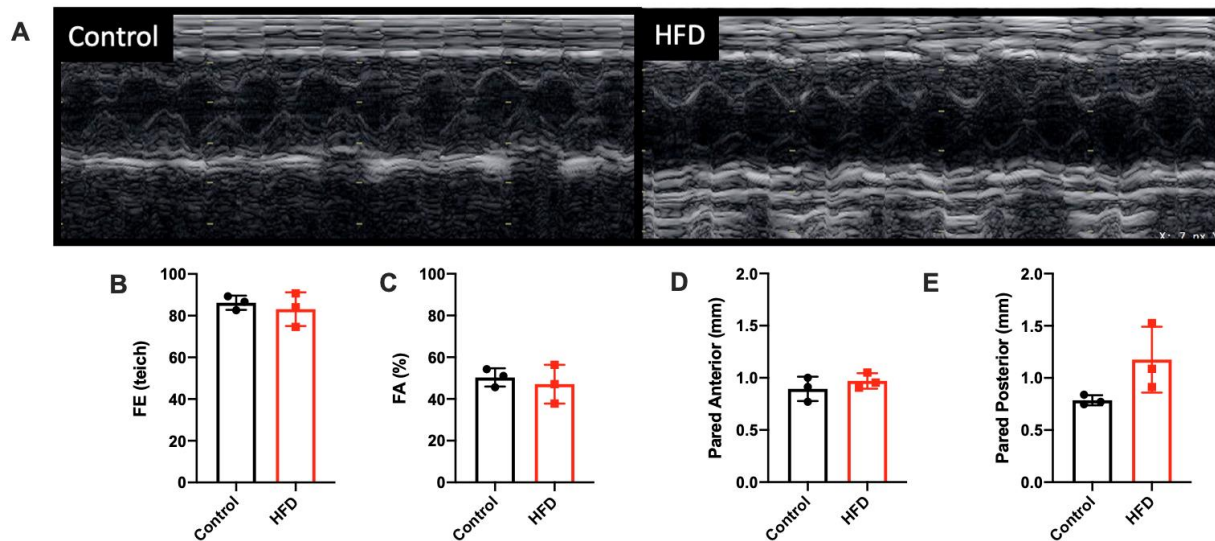 A
Control
HFD
X: 7 px
B
FE (teich)
100
80
60
40
20
0
Control
HFD
C
FA (%)
100
80
60
40
20
0
Control
HFD
D
Pared Anterior (mm)
2.0
1.5
1.0
0.5
0.0
Control
HFD
E
Pared Posterior (mm)
2.0
1.5
1.0
0.5
0.0
Control
HFD